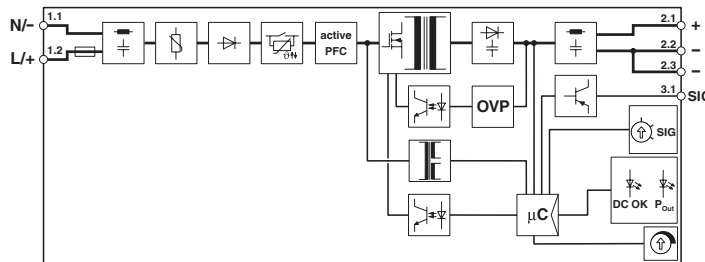 N/- 1.1
L/+ 1.2
ϑ
active
PFC
2.1 +
2.2 −
2.3 −
3.1 SIG
OVP
SIG
µC
DC OK P Out